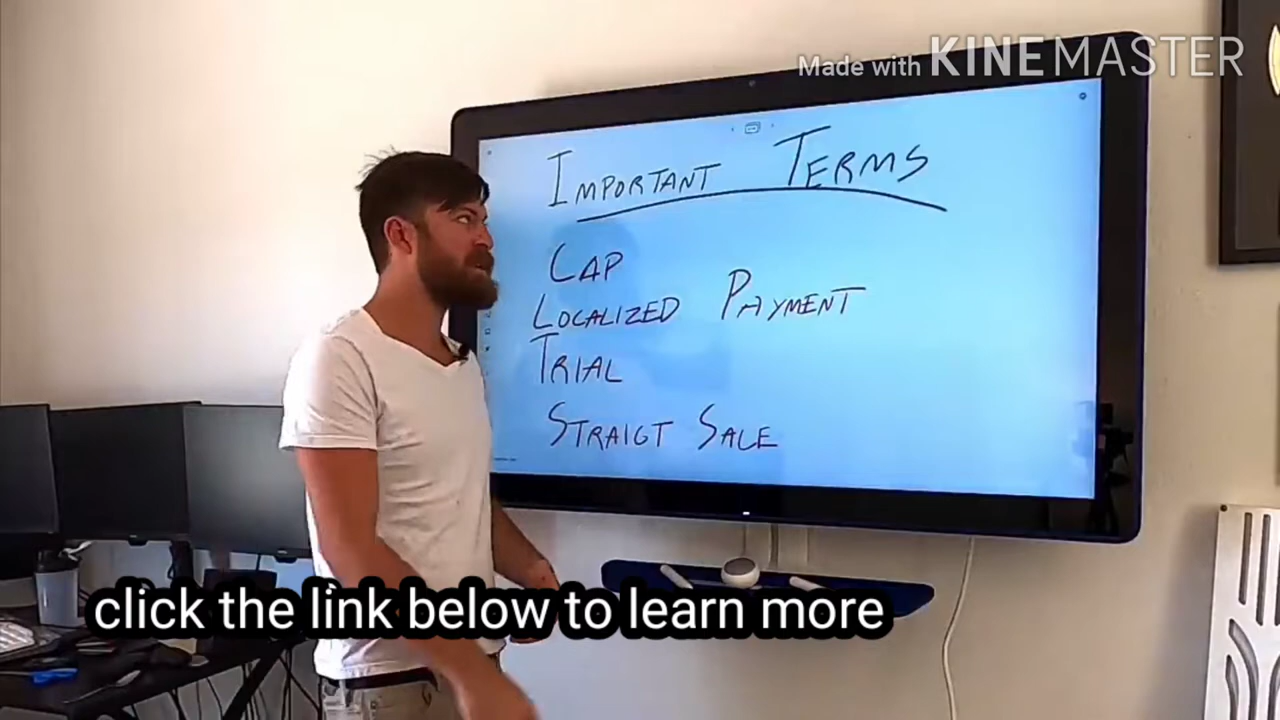 Made with KINEMASTER
IMPORTANT TERMS
CAP
LOCALIZED PAYMENT
TRIAL
STRAIGT SALE
click the link below to learn more